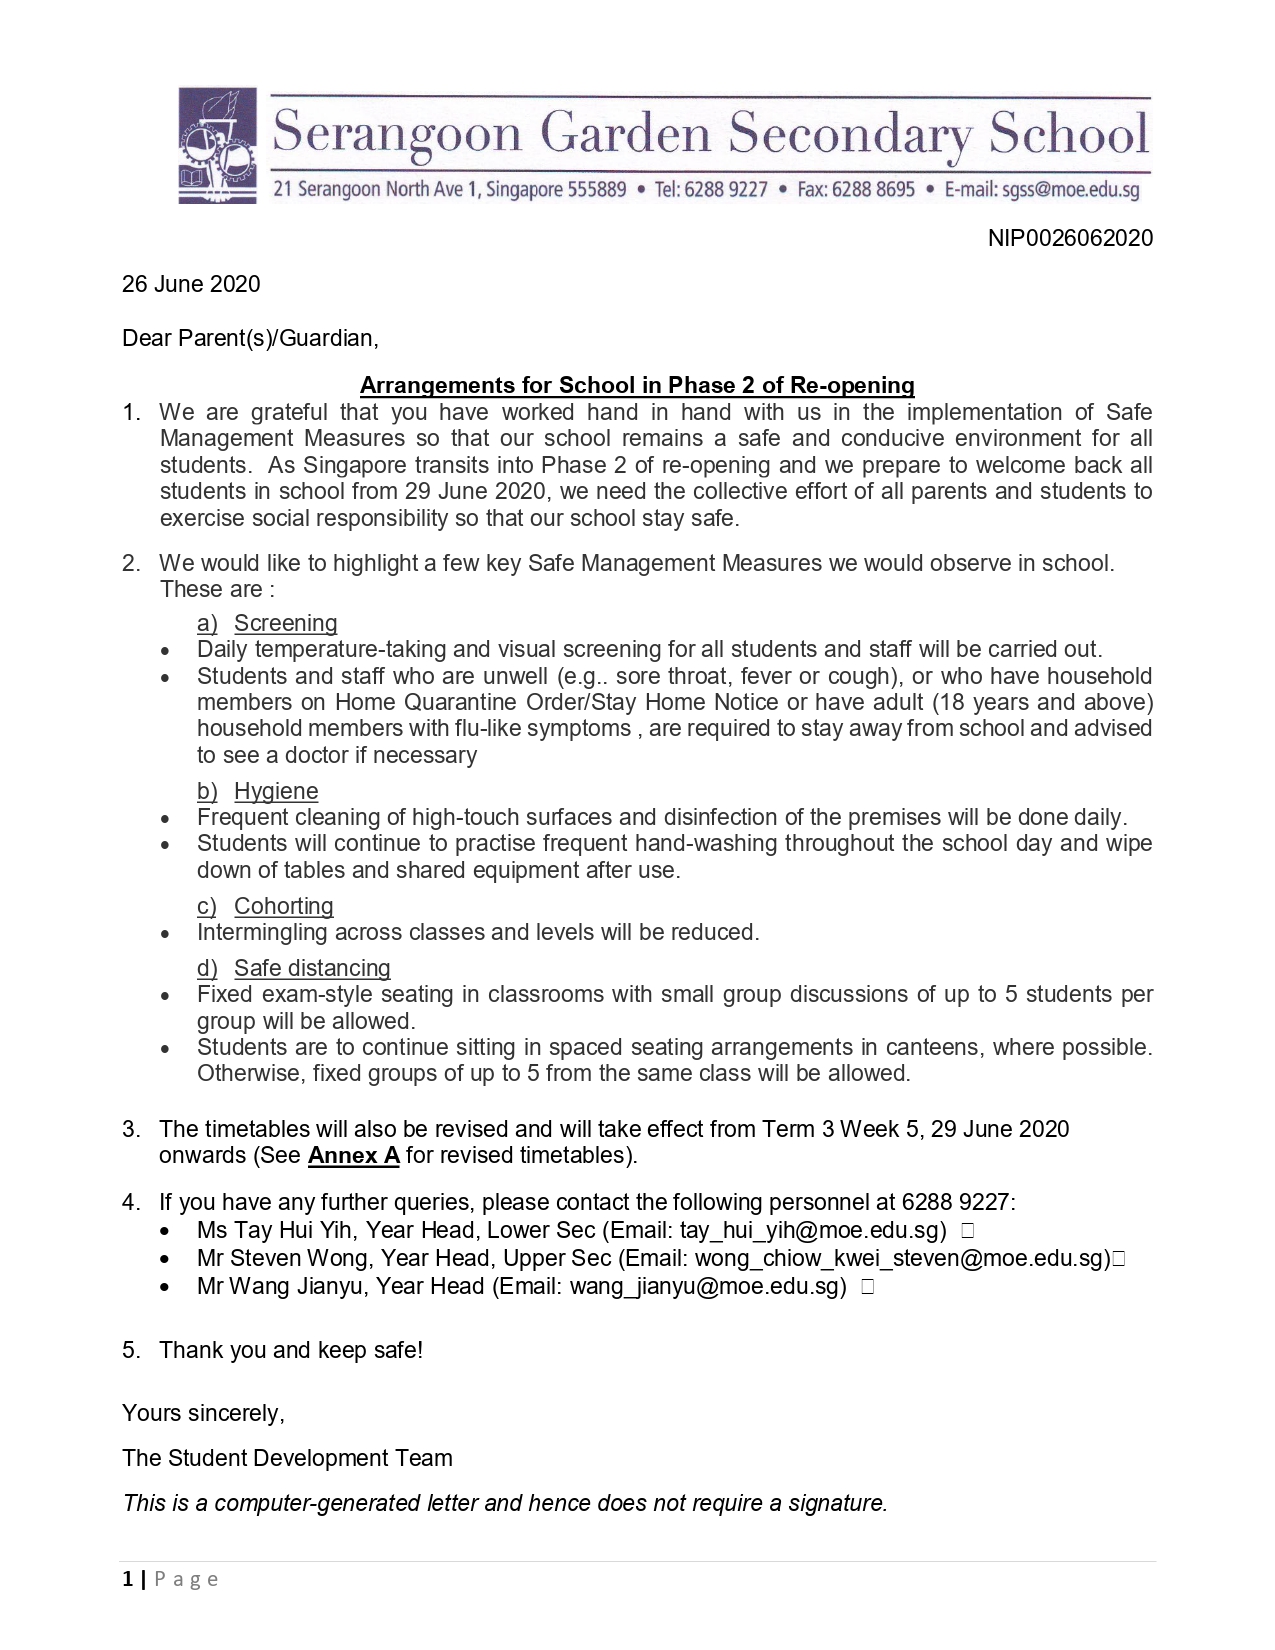 Serangoon Garden Secondary School
21 Serangoon North Ave 1, Singapore 555889 • Tel: 6288 9227 • Fax: 6288 8695 • E-mail: sgss@moe.edu.sg
NIP0026062020
26 June 2020
Dear Parent(s)/Guardian,
Arrangements for School in Phase 2 of Re-opening
1. We are grateful that you have worked hand in hand with us in the implementation of Safe
Management Measures so that our school remains a safe and conducive environment for all
students.  As Singapore transits into Phase 2 of re-opening and we prepare to welcome back all
students in school from 29 June 2020, we need the collective effort of all parents and students to
exercise social responsibility so that our school stay safe.
2. We would like to highlight a few key Safe Management Measures we would observe in school.
These are :
a) Screening
• Daily temperature-taking and visual screening for all students and staff will be carried out.
• Students and staff who are unwell (e.g.. sore throat, fever or cough), or who have household
members on Home Quarantine Order/Stay Home Notice or have adult (18 years and above)
household members with flu-like symptoms , are required to stay away from school and advised
to see a doctor if necessary
b) Hygiene
• Frequent cleaning of high-touch surfaces and disinfection of the premises will be done daily.
• Students will continue to practise frequent hand-washing throughout the school day and wipe
down of tables and shared equipment after use.
c) Cohorting
• Intermingling across classes and levels will be reduced.
d) Safe distancing
• Fixed exam-style seating in classrooms with small group discussions of up to 5 students per
group will be allowed.
• Students are to continue sitting in spaced seating arrangements in canteens, where possible.
Otherwise, fixed groups of up to 5 from the same class will be allowed.
3. The timetables will also be revised and will take effect from Term 3 Week 5, 29 June 2020
onwards (See Annex A for revised timetables).
4. If you have any further queries, please contact the following personnel at 6288 9227:
• Ms Tay Hui Yih, Year Head, Lower Sec (Email: tay_hui_yih@moe.edu.sg) □
• Mr Steven Wong, Year Head, Upper Sec (Email: wong_chiow_kwei_steven@moe.edu.sg)□
• Mr Wang Jianyu, Year Head (Email: wang_jianyu@moe.edu.sg) □
5. Thank you and keep safe!
Yours sincerely,
The Student Development Team
This is a computer-generated letter and hence does not require a signature.
1 | Page